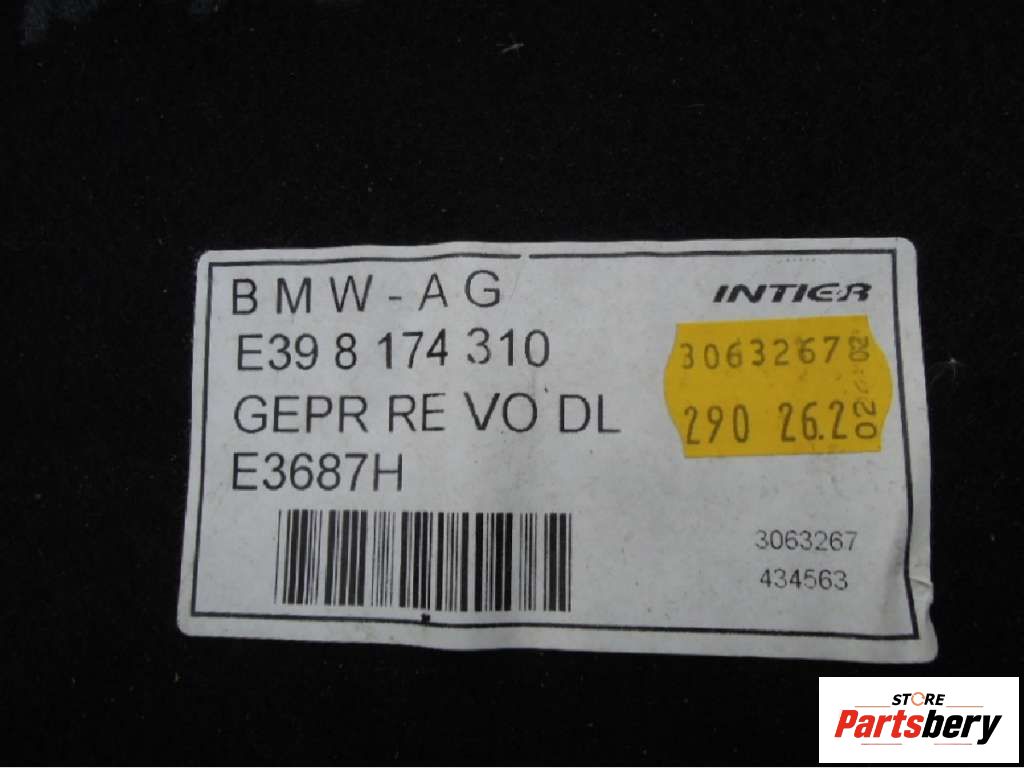 BMW-AG
E39 8 174 310
GEPR RE VO DL
E3687H
INTIER
3063267
290 26.2
3063267
434563
STORE
Partsbery